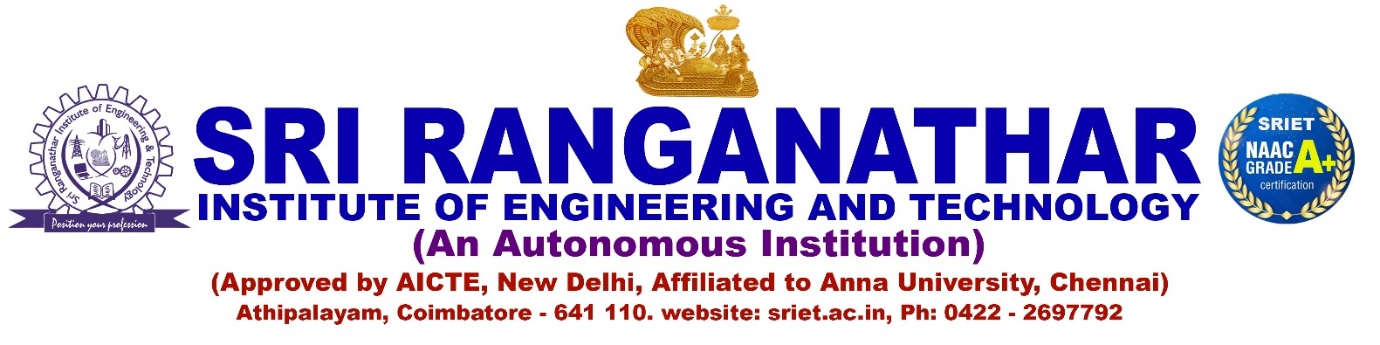 Sri Ranganathar Institute of Engineering & Technology
Position your profession
SRI RANGANATHAR
INSTITUTE OF ENGINEERING AND TECHNOLOGY
(An Autonomous Institution)
(Approved by AICTE, New Delhi, Affiliated to Anna University, Chennai)
Athipalayam, Coimbatore - 641 110. website: sriet.ac.in, Ph: 0422 - 2697792
SRIET
NAAC
GRADE A+
certification